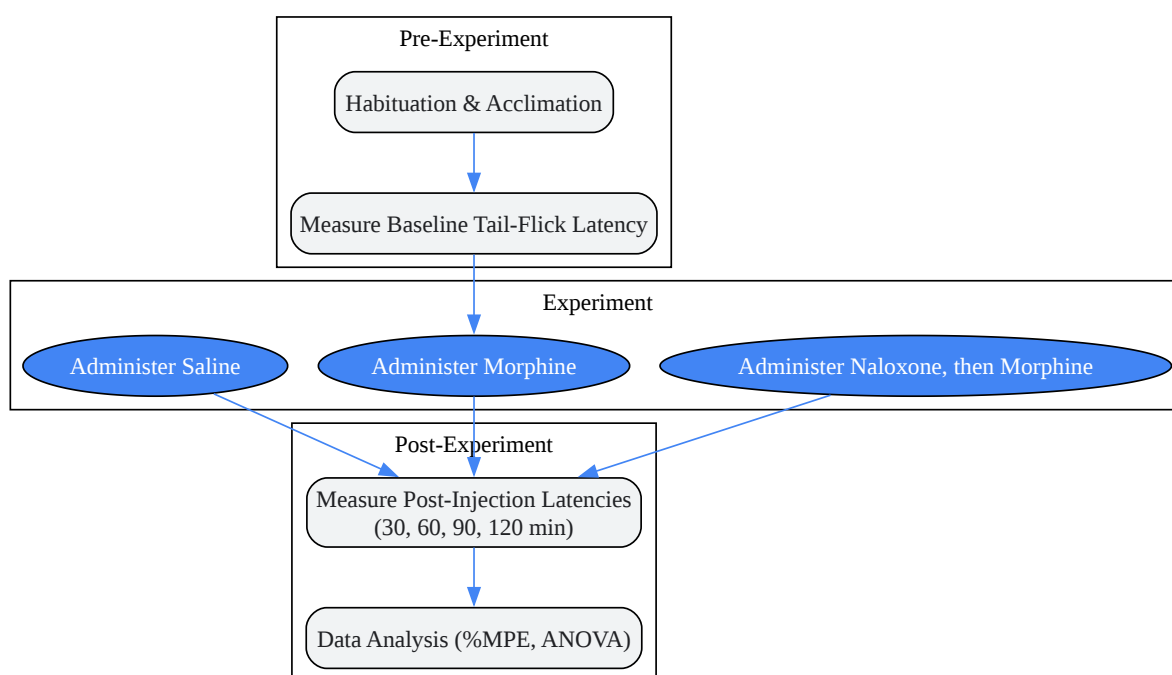 Pre-Experiment
Habituation & Acclimation
Measure Baseline Tail-Flick Latency
Experiment
Administer Saline
Administer Morphine
Administer Naloxone, then Morphine
Post-Experiment
Measure Post-Injection Latencies
(30, 60, 90, 120 min)
Data Analysis (%MPE, ANOVA)